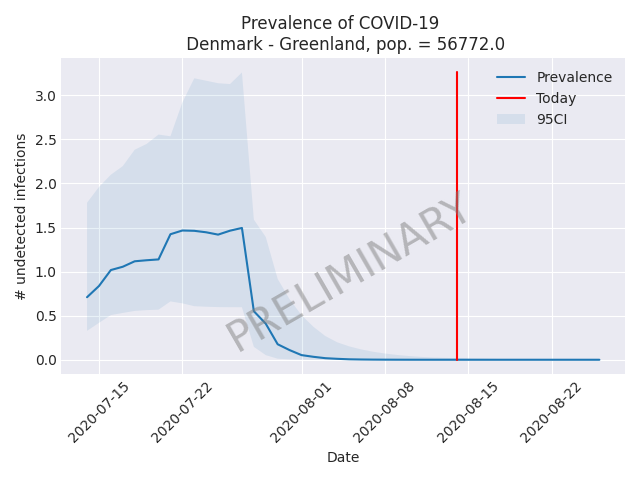 Prevalence of COVID-19
Denmark - Greenland, pop. = 56772.0
3.0
2.5
2.0
1.5
1.0
0.5
0.0
# undetected infections
Prevalence
Today
95CI
PRELIMINARY
2020-07-15
2020-07-22
2020-08-01
2020-08-08
2020-08-15
2020-08-22
Date